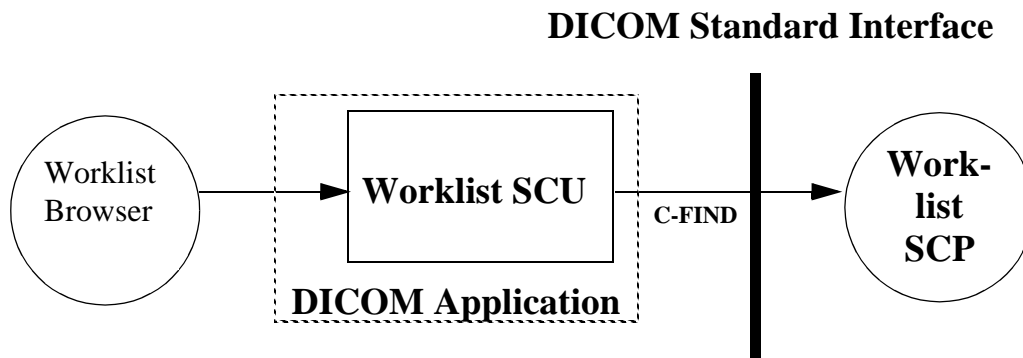 DICOM Standard Interface
Worklist
Browser
Worklist SCU
C-FIND
Work-
list
SCP
DICOM Application